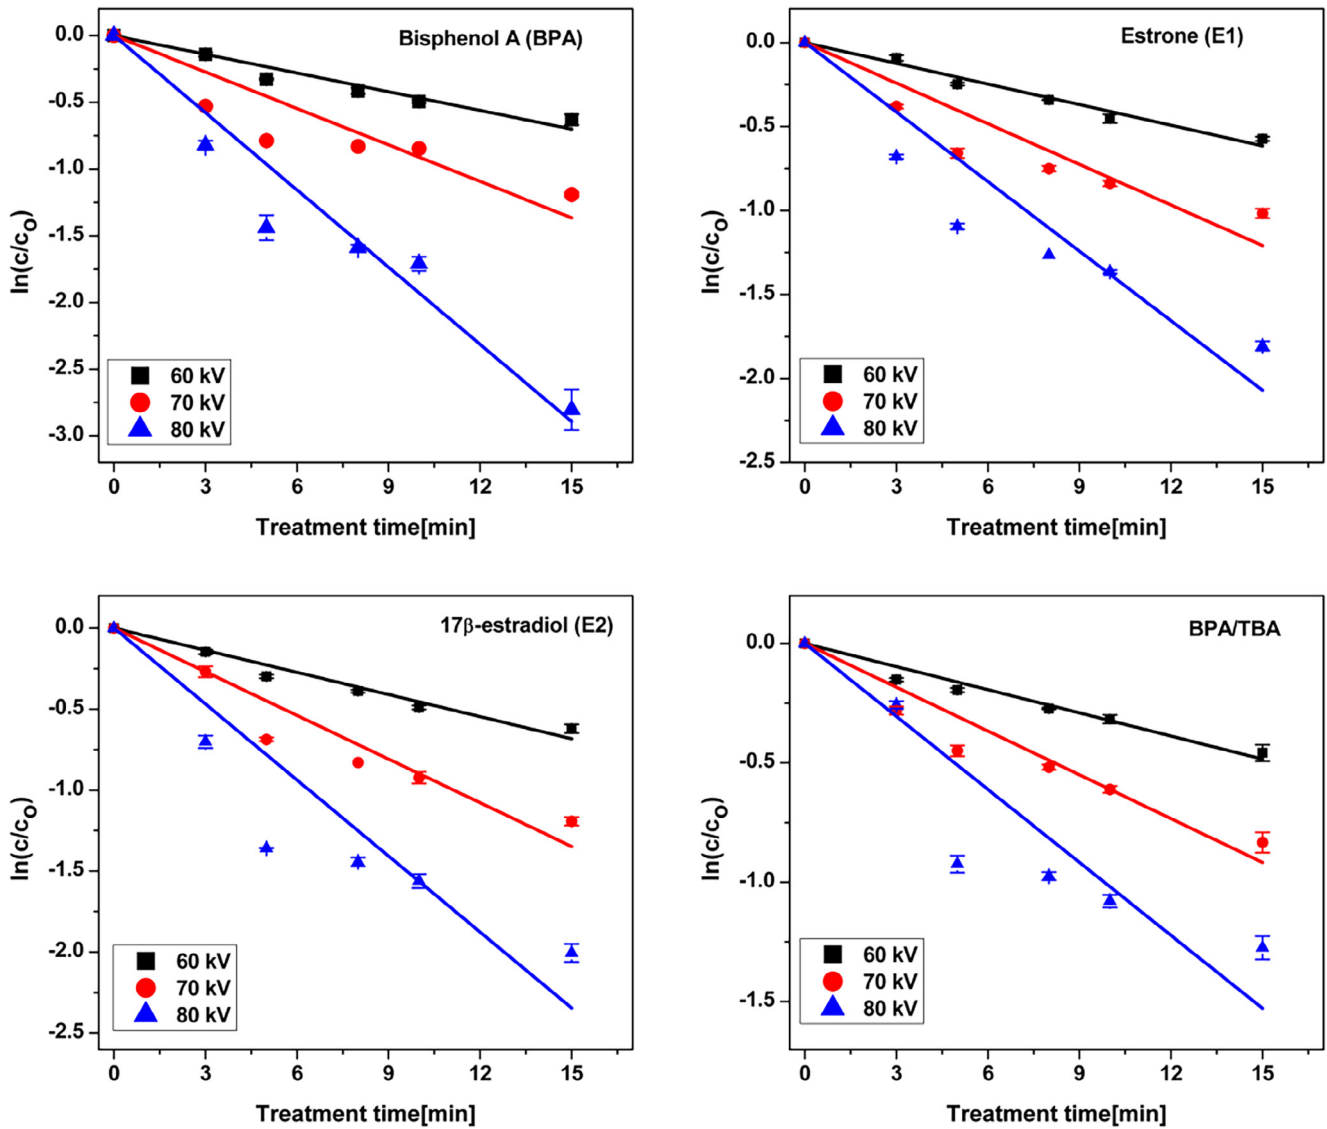 Bisphenol A (BPA)
ln(c/cO)
0.0
-0.5
-1.0
-1.5
-2.0
-2.5
-3.0
60 kV
70 kV
80 kV
0 3 6 9 12 15
Treatment time[min]
Estrone (E1)
ln(c/cO)
0.0
-0.5
-1.0
-1.5
-2.0
-2.5
60 kV
70 kV
80 kV
0 3 6 9 12 15
Treatment time[min]
17β-estradiol (E2)
ln(c/cO)
0.0
-0.5
-1.0
-1.5
-2.0
-2.5
60 kV
70 kV
80 kV
0 3 6 9 12 15
Treatment time[min]
BPA/TBA
ln(c/cO)
0.0
-0.5
-1.0
-1.5
60 kV
70 kV
80 kV
0 3 6 9 12 15
Treatment time[min]